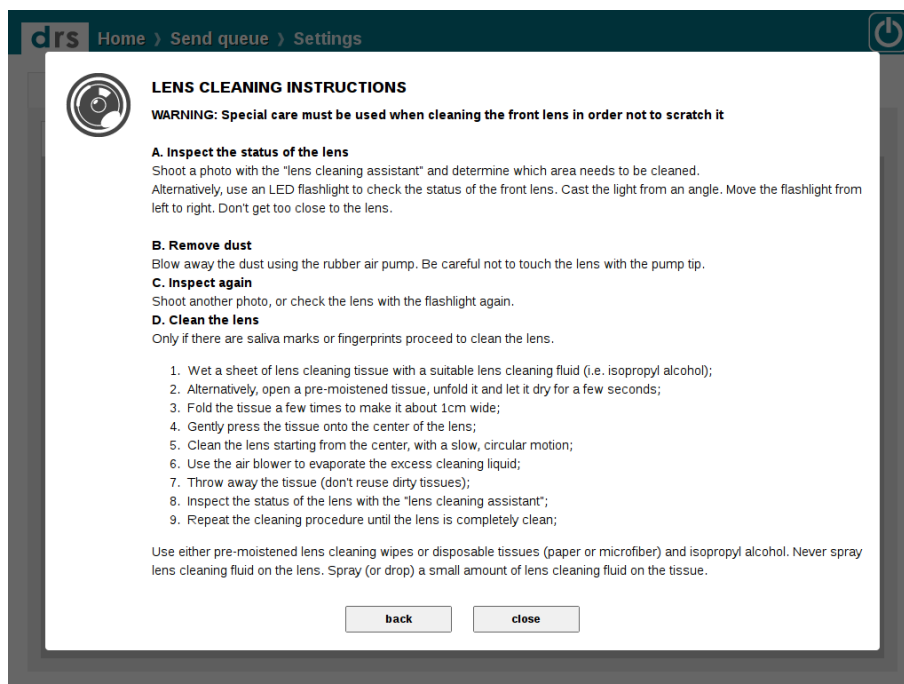 drs Home ⟩ Send queue ⟩ Settings
LENS CLEANING INSTRUCTIONS
WARNING: Special care must be used when cleaning the front lens in order not to scratch it
A. Inspect the status of the lens
Shoot a photo with the "lens cleaning assistant" and determine which area needs to be cleaned.
Alternatively, use an LED flashlight to check the status of the front lens. Cast the light from an angle. Move the flashlight from
left to right. Don't get too close to the lens.
B. Remove dust
Blow away the dust using the rubber air pump. Be careful not to touch the lens with the pump tip.
C. Inspect again
Shoot another photo, or check the lens with the flashlight again.
D. Clean the lens
Only if there are saliva marks or fingerprints proceed to clean the lens.
1. Wet a sheet of lens cleaning tissue with a suitable lens cleaning fluid (i.e. isopropyl alcohol);
2. Alternatively, open a pre-moistened tissue, unfold it and let it dry for a few seconds;
3. Fold the tissue a few times to make it about 1cm wide;
4. Gently press the tissue onto the center of the lens;
5. Clean the lens starting from the center, with a slow, circular motion;
6. Use the air blower to evaporate the excess cleaning liquid;
7. Throw away the tissue (don't reuse dirty tissues);
8. Inspect the status of the lens with the "lens cleaning assistant";
9. Repeat the cleaning procedure until the lens is completely clean;
Use either pre-moistened lens cleaning wipes or disposable tissues (paper or microfiber) and isopropyl alcohol. Never spray
lens cleaning fluid on the lens. Spray (or drop) a small amount of lens cleaning fluid on the tissue.
back close